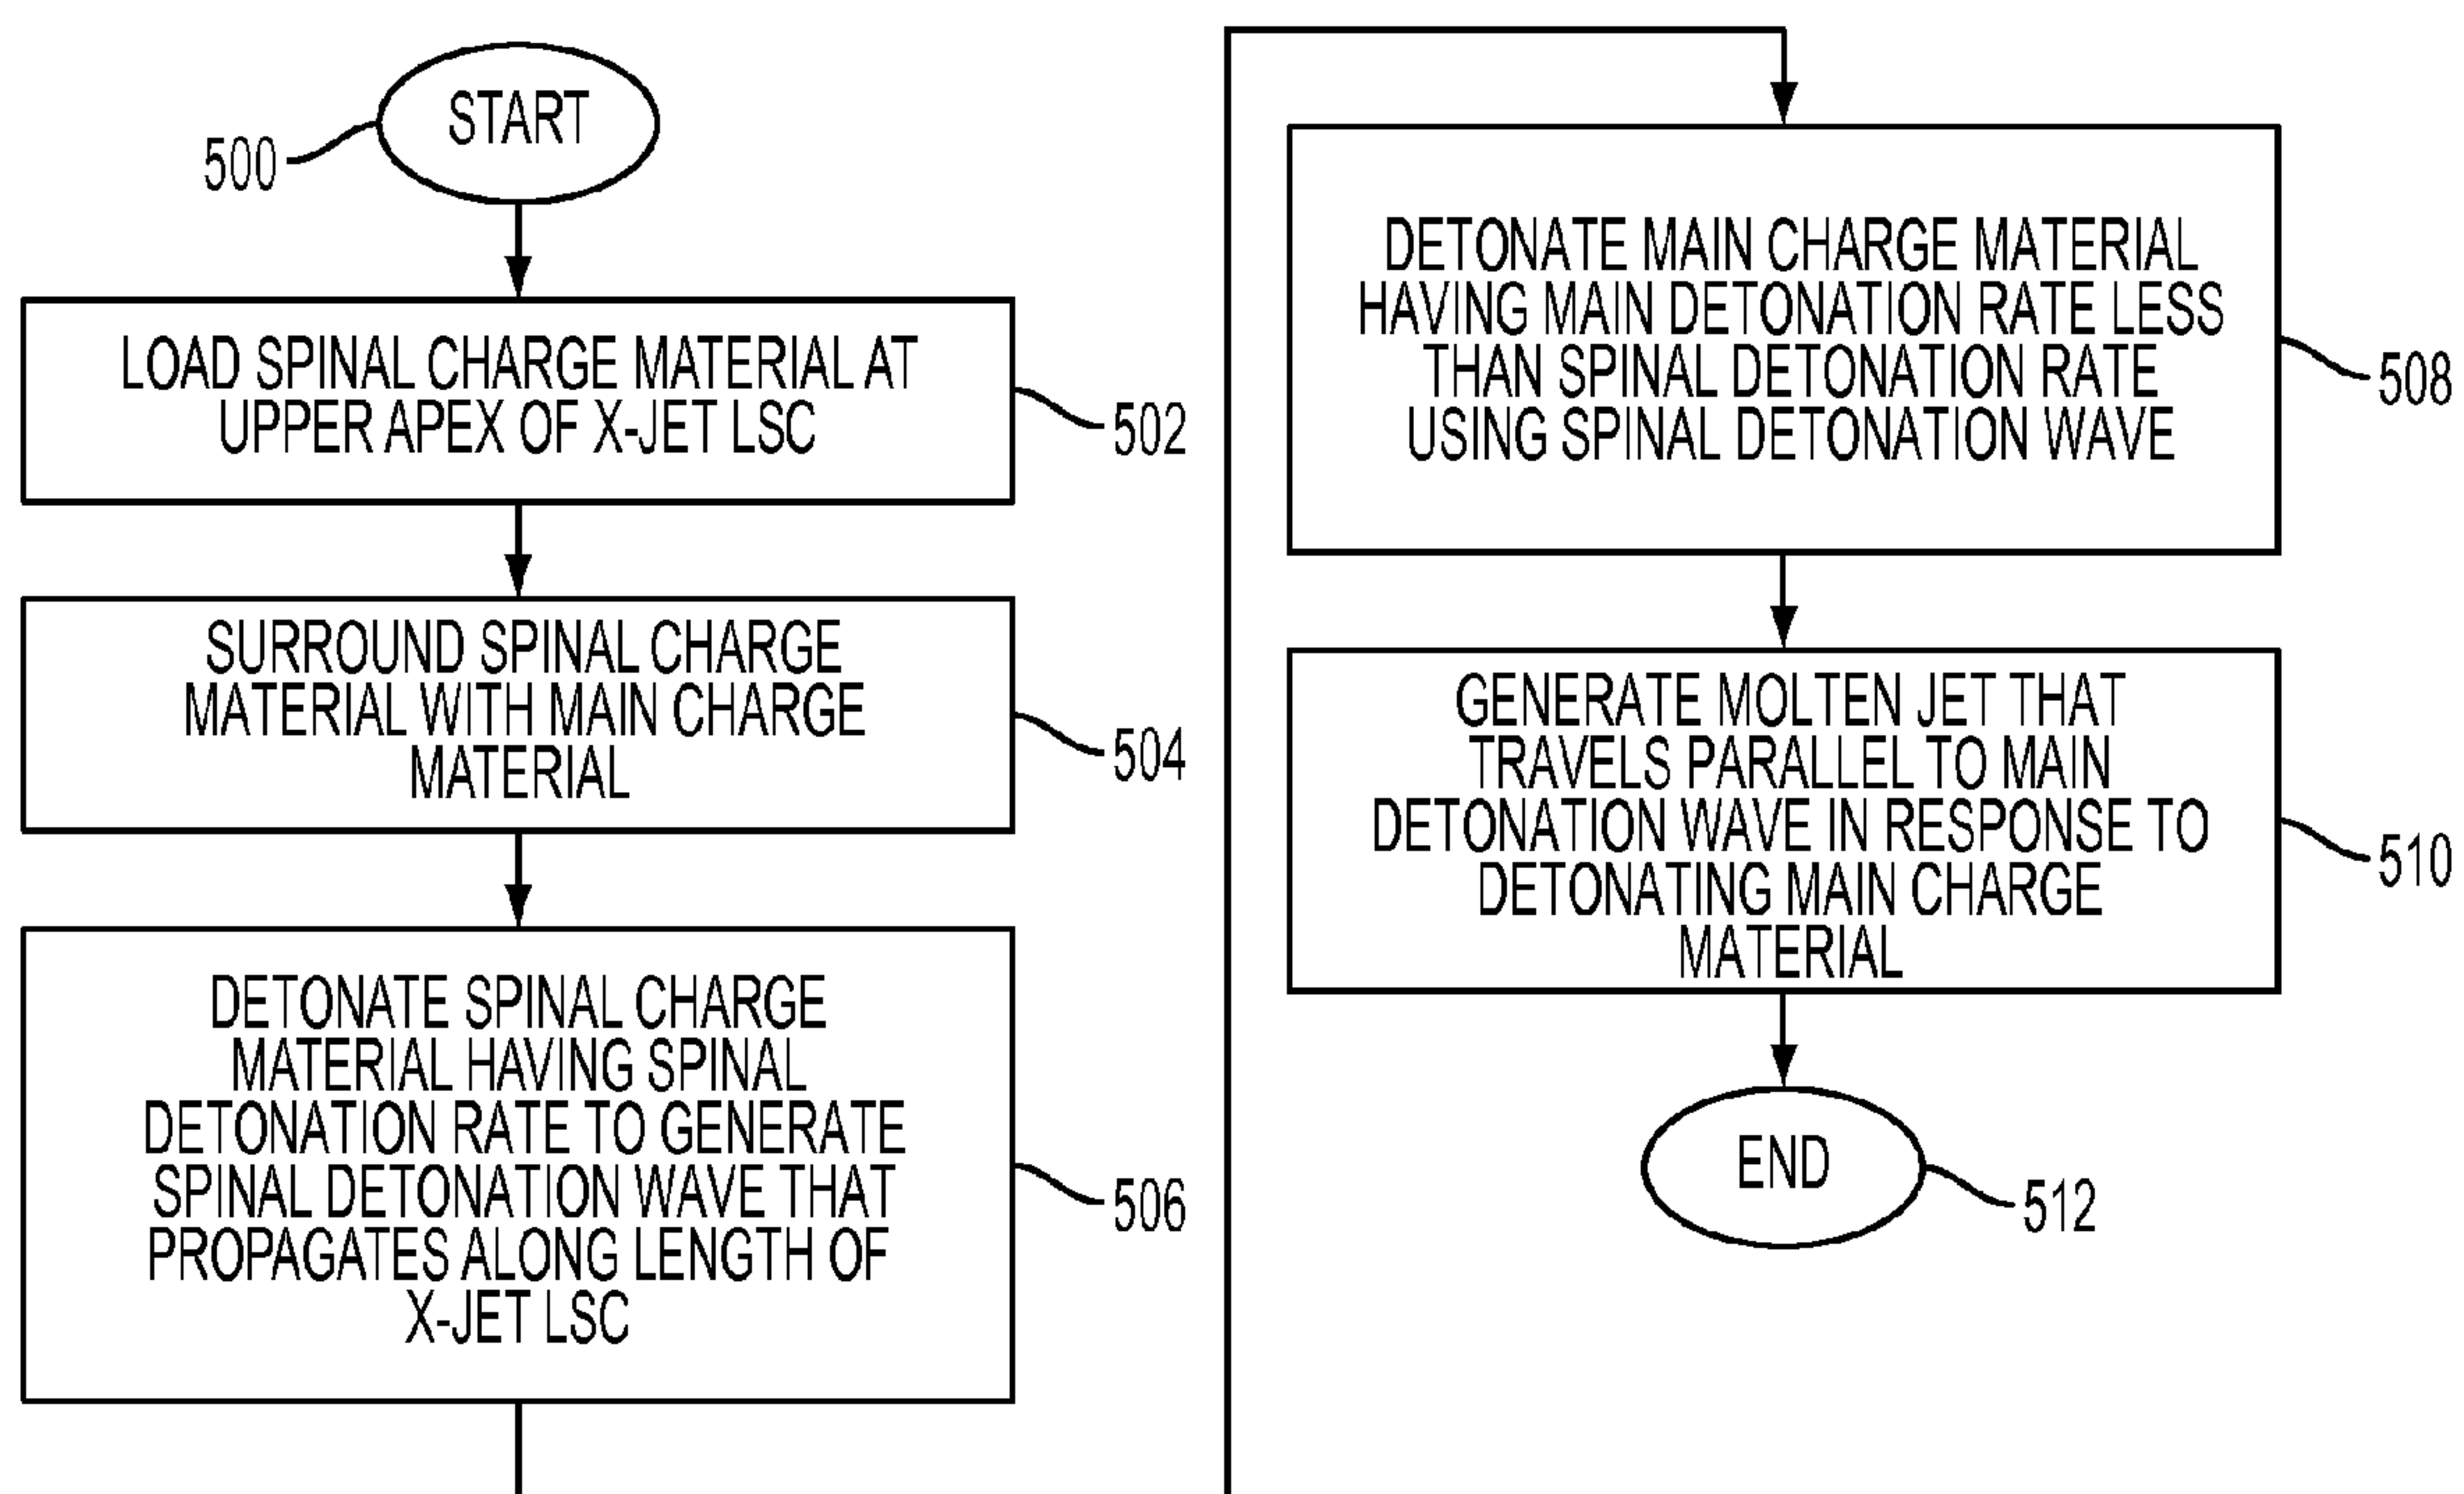 START
500
LOAD SPINAL CHARGE MATERIAL AT
UPPER APEX OF X-JET LSC
502
SURROUND SPINAL CHARGE
MATERIAL WITH MAIN CHARGE
MATERIAL
504
DETONATE SPINAL CHARGE
MATERIAL HAVING SPINAL
DETONATION RATE TO GENERATE
SPINAL DETONATION WAVE THAT
PROPAGATES ALONG LENGTH OF
X-JET LSC
506
DETONATE MAIN CHARGE MATERIAL
HAVING MAIN DETONATION RATE LESS
THAN SPINAL DETONATION RATE
USING SPINAL DETONATION WAVE
508
GENERATE MOLTEN JET THAT
TRAVELS PARALLEL TO MAIN
DETONATION WAVE IN RESPONSE TO
DETONATING MAIN CHARGE
MATERIAL
510
END
512